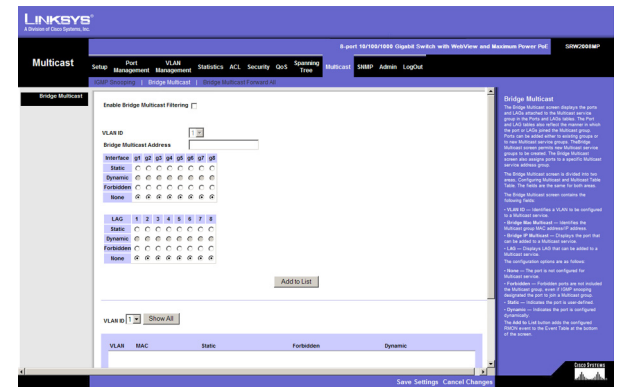 LINKSYS®
A Division of Cisco Systems, Inc.
8-port 10/100/1000 Gigabit Switch with WebView and Maximum Power PoE
SRW2008MP
Multicast
Setup
Port Management
VLAN Management
Statistics
ACL
Security
QoS
Spanning Tree
Multicast
SNMP
Admin
LogOut
IGMP Snooping | Bridge Multicast | Bridge Multicast Forward All
Bridge Multicast
Enable Bridge Multicast Filtering
VLAN ID 1
Bridge Multicast Address
Interface g1 g2 g3 g4 g5 g6 g7 g8
Static
Dynamic
Forbidden
None
LAG 1 2 3 4 5 6 7 8
Static
Dynamic
Forbidden
None
Add to List
VLAN ID 1 Show All
VLAN MAC Static Forbidden Dynamic
Bridge Multicast
The Bridge Multicast screen displays the ports
and LAGs attached to the Multicast service
group in the Ports and LAGs tables. The Port
and LAG tables also reflect the manner in which
the port or LAGs joined the Multicast group.
Ports can be added either to existing groups or
to new Multicast service groups. TheBridge
Multicast screen permits new Multicast service
groups to be created. The Bridge Multicast
screen also assigns ports to a specific Multicast
service address group.
The Bridge Multicast screen is divided into two
areas, Configuring Multicast and Multicast Table
Table. The fields are the same for both areas.
The Bridge Multicast screen contains the
following fields:
• VLAN ID — Identifies a VLAN to be configured
to a Multicast service.
• Bridge Mac Multicast — Identifies the
Multicast group MAC address/IP address.
• Bridge IP Multicast — Displays the port that
can be added to a Multicast service.
• LAG — Displays LAG that can be added to a
Multicast service.
The configuration options are as follows:
• None — The port is not configured for
Multicast service.
• Forbidden — Forbidden ports are not included
the Multicast group, even if IGMP snooping
designated the port to join a Multicast group.
• Static — Indicates the port is user-defined.
• Dynamic — Indicates the port is configured
dynamically.
The Add to List button adds the configured
RMON event to the Event Table at the bottom
of the screen.
Save Settings Cancel Changes
CISCO SYSTEMS